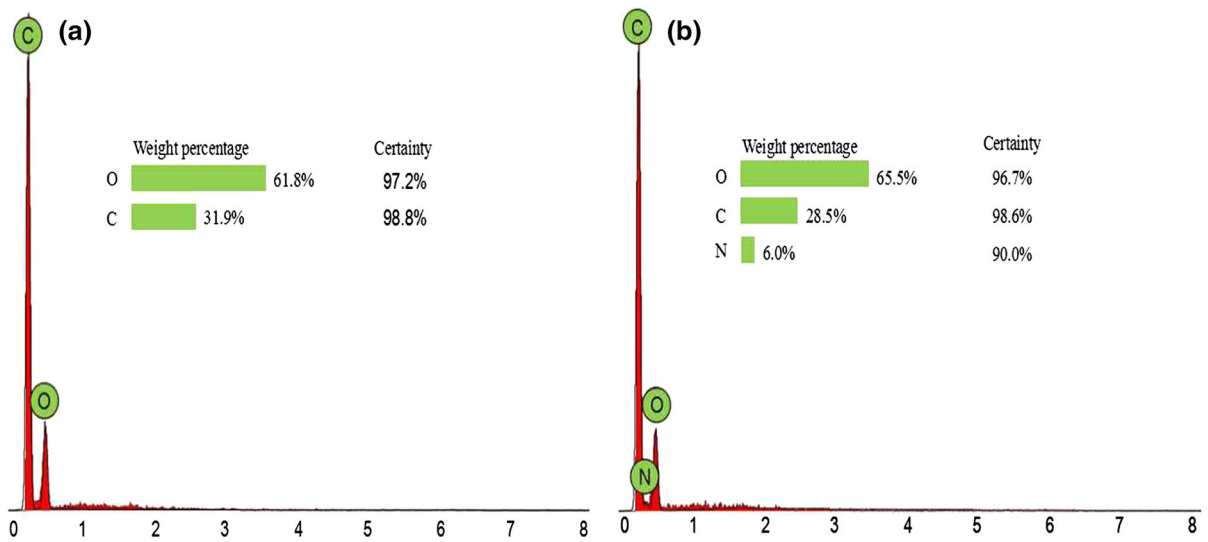 C (a)
Weight percentage Certainty
O 61.8% 97.2%
C 31.9% 98.8%
O
0 1 2 3 4 5 6 7 8
C (b)
Weight percentage Certainty
O 65.5% 96.7%
C 28.5% 98.6%
N 6.0% 90.0%
O
N
0 1 2 3 4 5 6 7 8